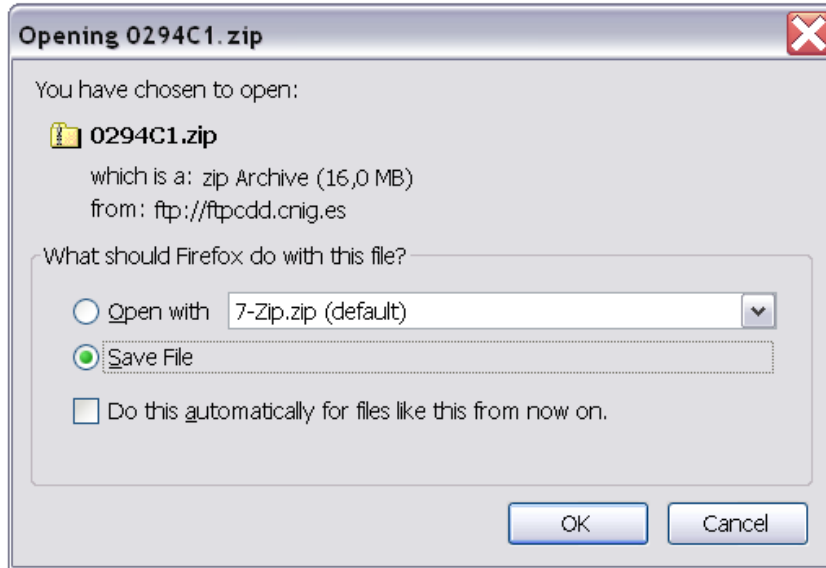 Opening 0294C1.zip
You have chosen to open:
0294C1.zip
which is a: zip Archive (16,0 MB)
from: ftp://ftpcdd.cnig.es
What should Firefox do with this file?
Open with 7-Zip.zip (default)
Save File
Do this automatically for files like this from now on.
OK Cancel